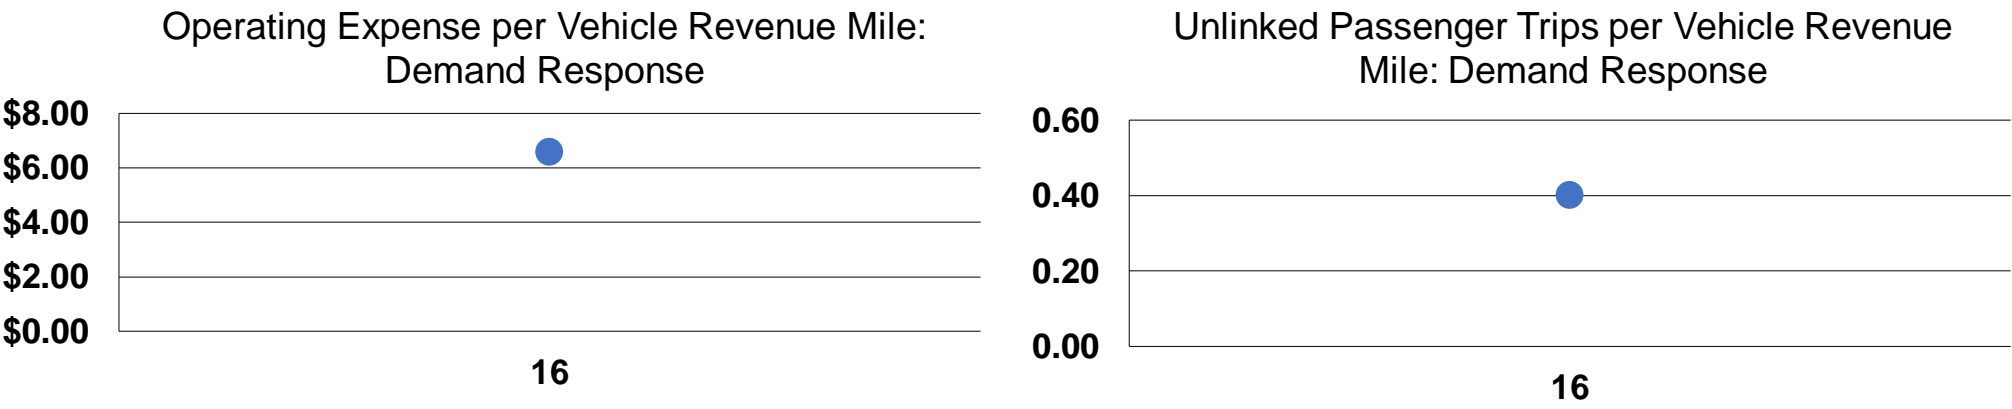 Operating Expense per Vehicle Revenue Mile:
Demand Response
$8.00
$6.00
$4.00
$2.00
$0.00
16
Unlinked Passenger Trips per Vehicle Revenue
Mile: Demand Response
0.60
0.40
0.20
0.00
16